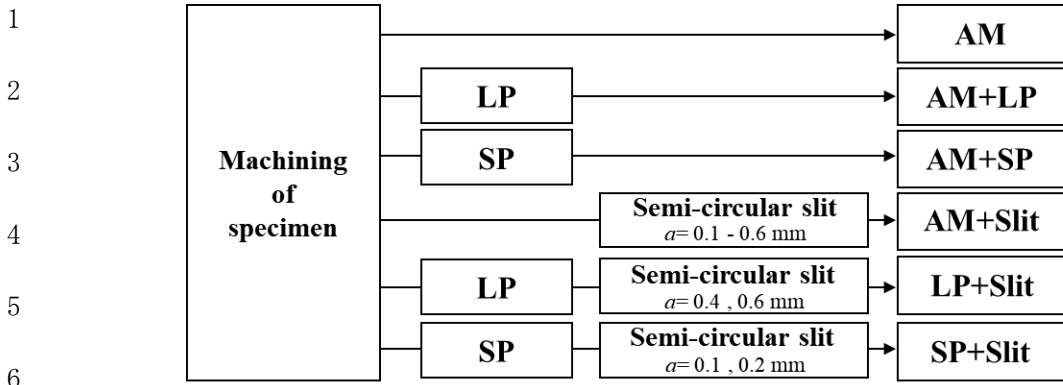 1
AM
2
LP
AM+LP
3
SP
AM+SP
Machining
of
specimen
4
Semi-circular slit
a= 0.1 - 0.6 mm
AM+Slit
5
LP
Semi-circular slit
a= 0.4 , 0.6 mm
LP+Slit
6
SP
Semi-circular slit
a= 0.1 , 0.2 mm
SP+Slit